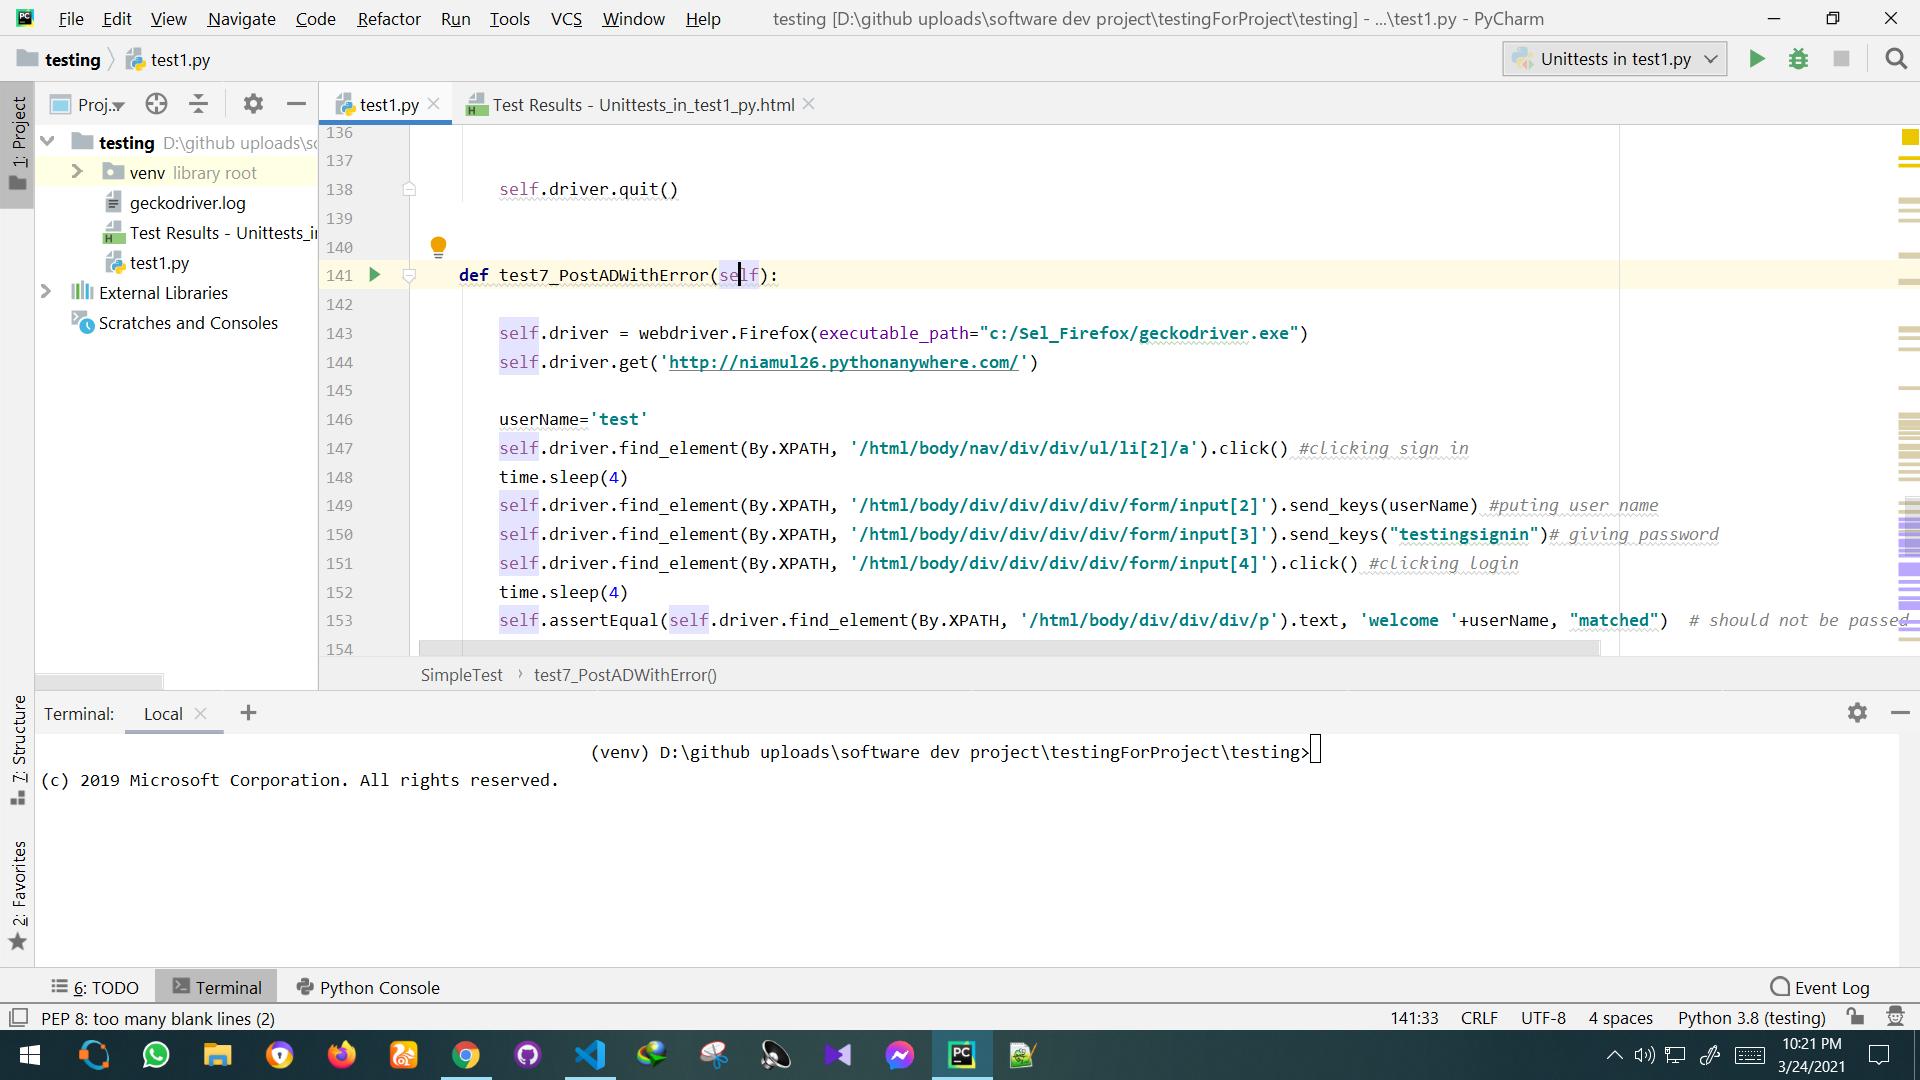 File Edit View Navigate Code Refactor Run Tools VCS Window Help testing [D:\github uploads\software dev project\testingForProject\testing] - ...\test1.py - PyCharm
testing test1.py Unittests in test1.py
1: Project
Proj..
test1.py Test Results - Unittests_in_test1_py.html
testing D:\github uploads\so
venv library root
geckodriver.log
Test Results - Unittests_in
test1.py
External Libraries
Scratches and Consoles
136
137
138 self.driver.quit()
139
140
141 def test7_PostADWithError(self):
142
143 self.driver = webdriver.Firefox(executable_path="c:/Sel_Firefox/geckodriver.exe")
144 self.driver.get('http://niamul26.pythonanywhere.com/')
145
146 userName='test'
147 self.driver.find_element(By.XPATH, '/html/body/nav/div/div/ul/li[2]/a').click() #clicking sign in
148 time.sleep(4)
149 self.driver.find_element(By.XPATH, '/html/body/div/div/div/div/form/input[2]').send_keys(userName) #puting user name
150 self.driver.find_element(By.XPATH, '/html/body/div/div/div/div/form/input[3]').send_keys("testingsignin")# giving password
151 self.driver.find_element(By.XPATH, '/html/body/div/div/div/div/form/input[4]').click() #clicking login
152 time.sleep(4)
153 self.assertEqual(self.driver.find_element(By.XPATH, '/html/body/div/div/div/p').text, 'welcome '+userName, "matched") # should not be passed
154
SimpleTest › test7_PostADWithError()
7: Structure
2: Favorites
Terminal: Local
(venv) D:\github uploads\software dev project\testingForProject\testing>
(c) 2019 Microsoft Corporation. All rights reserved.
6: TODO Terminal Python Console Event Log
PEP 8: too many blank lines (2) 141:33 CRLF UTF-8 4 spaces Python 3.8 (testing)
10:21 PM
3/24/2021